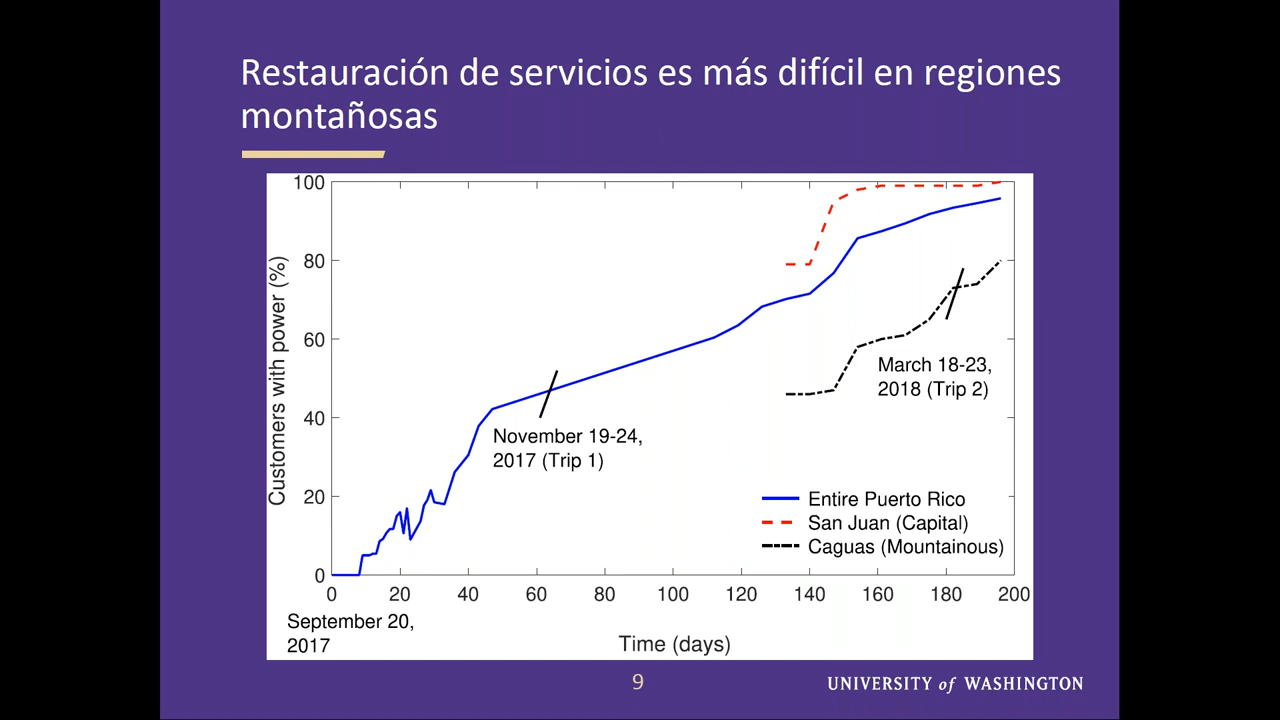 Restauración de servicios es más difícil en regiones
montañosas
100
80
60
40
20
0
Customers with power (%)
November 19-24,
2017 (Trip 1)
March 18-23,
2018 (Trip 2)
Entire Puerto Rico
San Juan (Capital)
Caguas (Mountainous)
0 20 40 60 80 100 120 140 160 180 200
September 20,
2017
Time (days)
9
UNIVERSITY of WASHINGTON